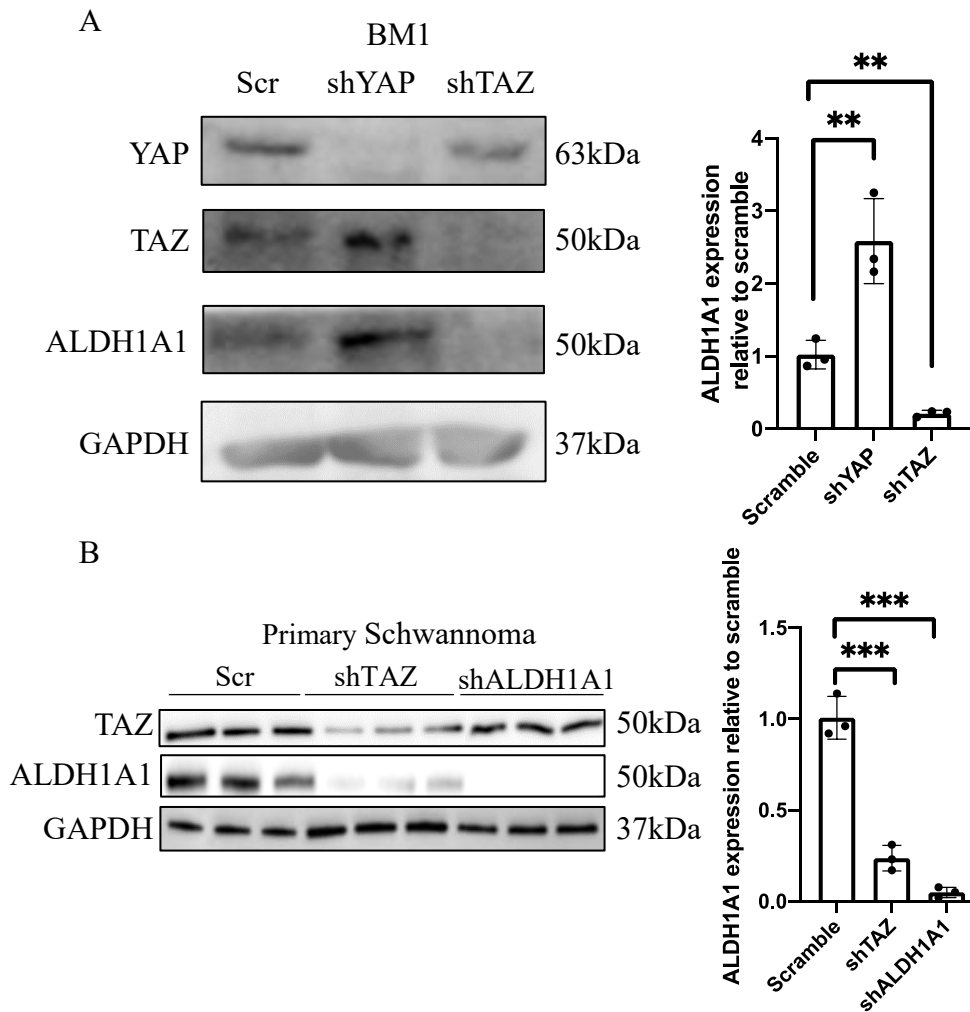 A
BM1
Scr shYAP shTAZ
YAP 63kDa
TAZ 50kDa
ALDH1A1 50kDa
GAPDH 37kDa
** 
**
ALDH1A1 expression
relative to scramble
4
3
2
1
0
Scramble
shYAP
shTAZ
B
Primary Schwannoma
Scr shTAZ shALDH1A1
TAZ 50kDa
ALDH1A1 50kDa
GAPDH 37kDa
***
***
ALDH1A1 expression relative to scramble
1.5
1.0
0.5
0.0
Scramble
shTAZ
shALDH1A1